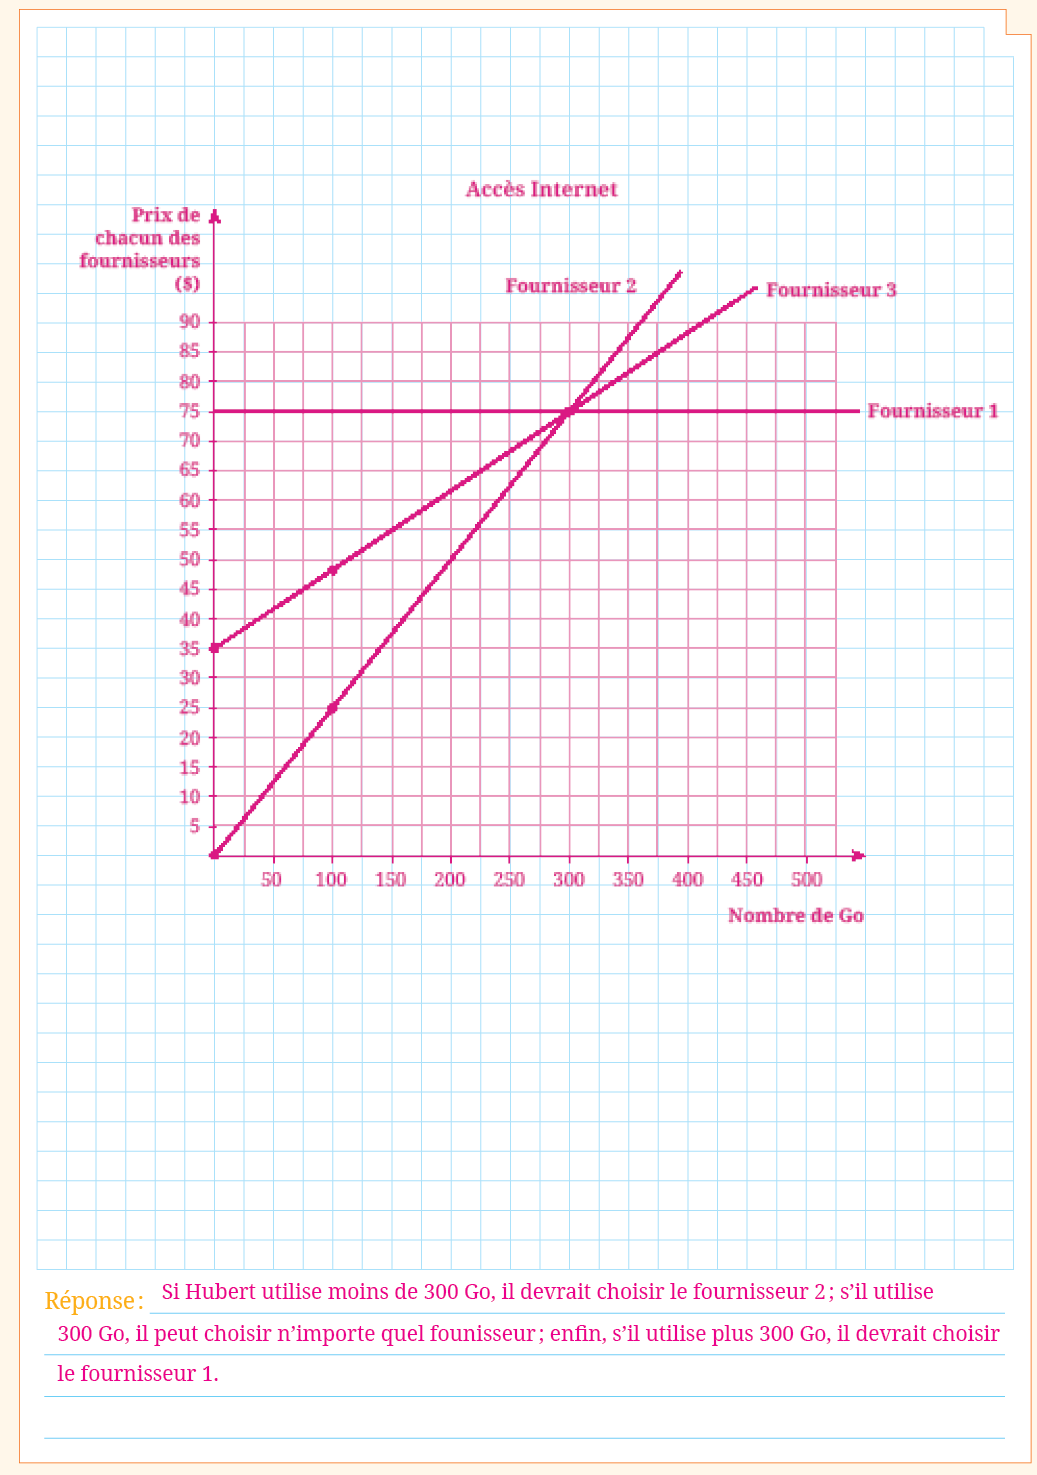 Accès Internet
Prix de
chacun des
fournisseurs
($)
Fournisseur 2
Fournisseur 3
Fournisseur 1
90
85
80
75
70
65
60
55
50
45
40
35
30
25
20
15
10
5
50 100 150 200 250 300 350 400 450 500
Nombre de Go
Réponse : Si Hubert utilise moins de 300 Go, il devrait choisir le fournisseur 2 ; s’il utilise
300 Go, il peut choisir n’importe quel founisseur ; enfin, s’il utilise plus 300 Go, il devrait choisir
le fournisseur 1.